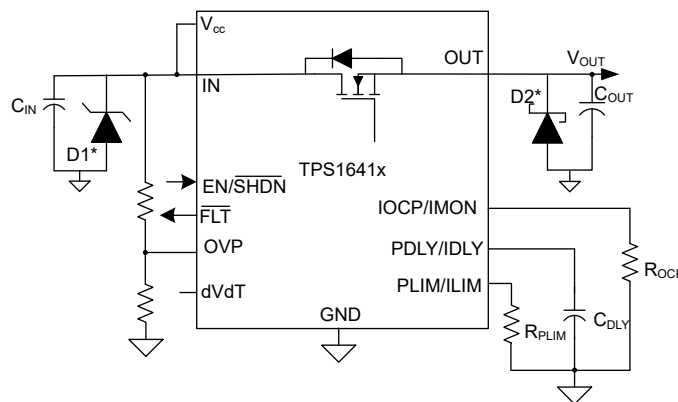 Vcc
IN
OUT
VOUT
CIN
D1*
D2*
COUT
TPS1641x
EN/SHDN
FLT
OVP
dVdT
IOCP/IMON
PDLY/IDLY
PLIM/ILIM
GND
RPLIM
CDLY
ROCP